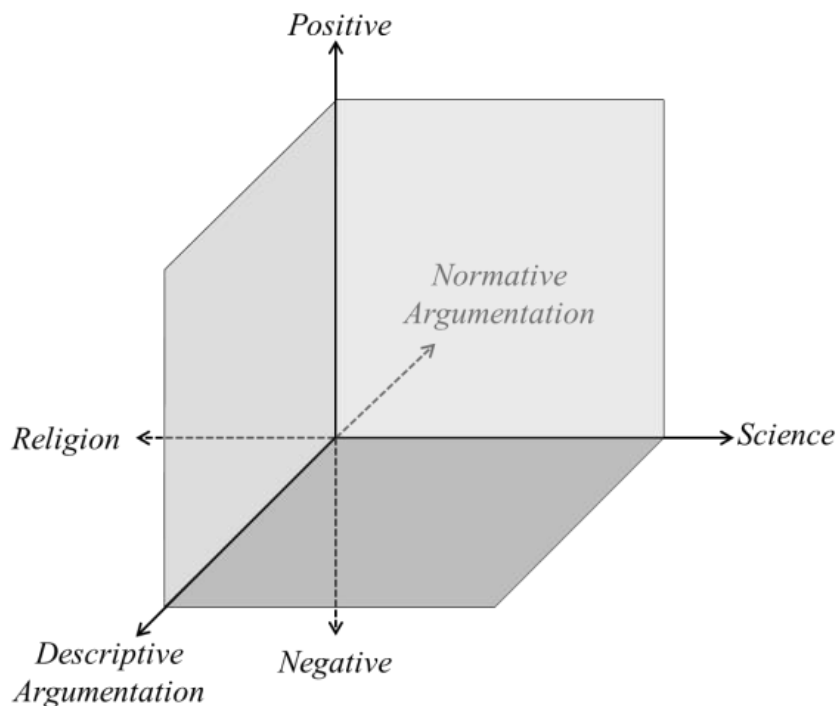 Positive
Normative
Argumentation
Religion
Science
Descriptive
Argumentation
Negative